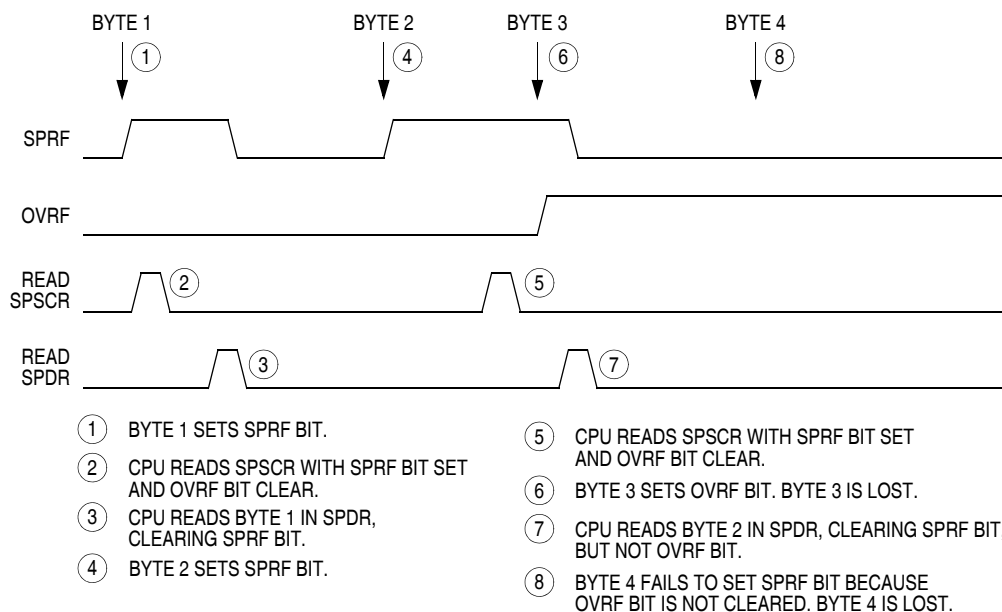 BYTE 1
BYTE 2
BYTE 3
BYTE 4
1
4
6
8
SPRF
OVRF
READ
SPSCR
2
5
READ
SPDR
3
7
1 BYTE 1 SETS SPRF BIT.
2 CPU READS SPSCR WITH SPRF BIT SET
AND OVRF BIT CLEAR.
3 CPU READS BYTE 1 IN SPDR,
CLEARING SPRF BIT.
4 BYTE 2 SETS SPRF BIT.
5 CPU READS SPSCR WITH SPRF BIT SET
AND OVRF BIT CLEAR.
6 BYTE 3 SETS OVRF BIT. BYTE 3 IS LOST.
7 CPU READS BYTE 2 IN SPDR, CLEARING SPRF BIT
BUT NOT OVRF BIT.
8 BYTE 4 FAILS TO SET SPRF BIT BECAUSE
OVRF BIT IS NOT CLEARED. BYTE 4 IS LOST.